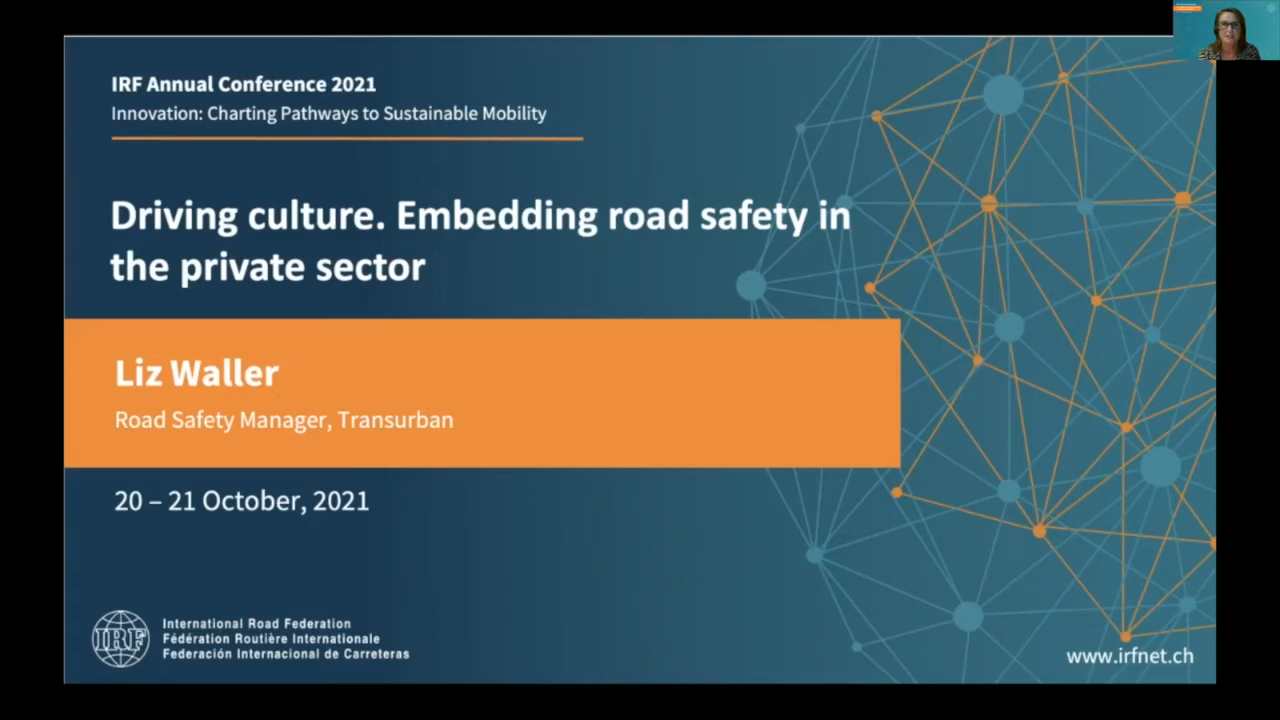 IRF Annual Conference 2021
Innovation: Charting Pathways to Sustainable Mobility
Driving culture. Embedding road safety in
the private sector
Liz Waller
Road Safety Manager, Transurban
20 – 21 October, 2021
IRF
International Road Federation
Fédération Routière Internationale
Federación Internacional de Carreteras
www.irfnet.ch